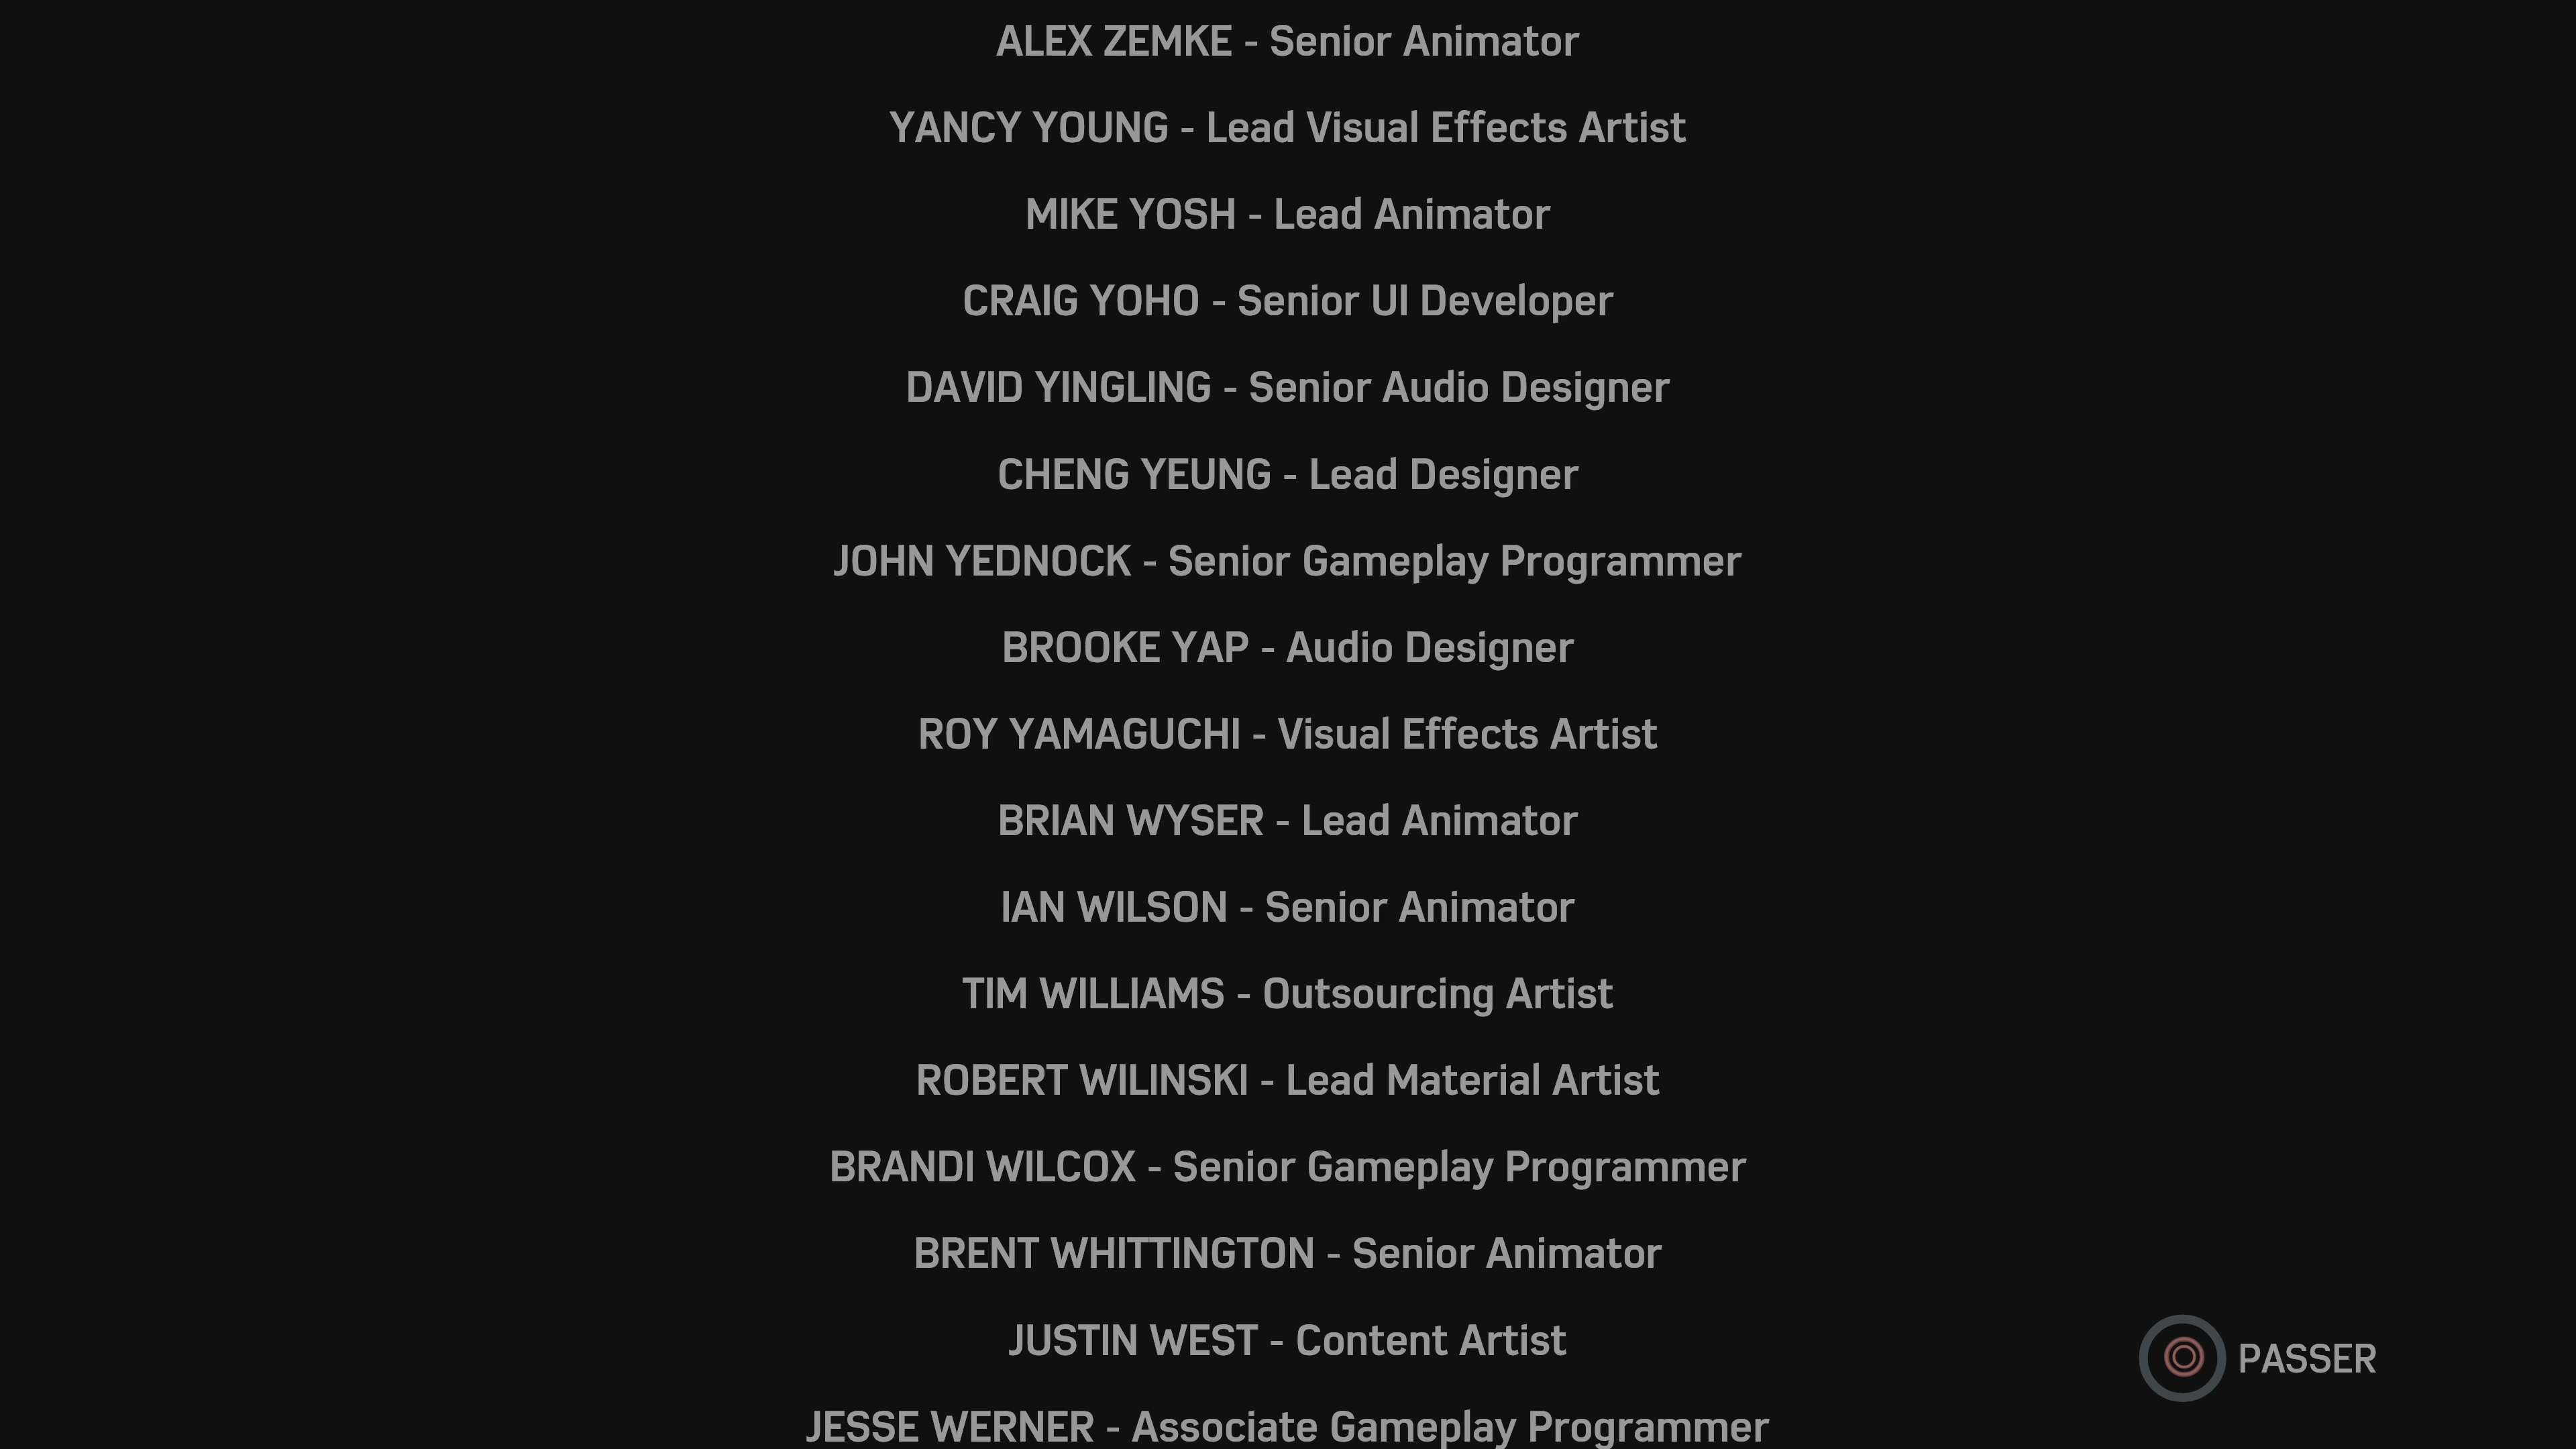 ALEX ZEMKE - Senior Animator
YANCY YOUNG - Lead Visual Effects Artist
MIKE YOSH - Lead Animator
CRAIG YOHO - Senior UI Developer
DAVID YINGLING - Senior Audio Designer
CHENG YEUNG - Lead Designer
JOHN YEDNOCK - Senior Gameplay Programmer
BROOKE YAP - Audio Designer
ROY YAMAGUCHI - Visual Effects Artist
BRIAN WYSER - Lead Animator
IAN WILSON - Senior Animator
TIM WILLIAMS - Outsourcing Artist
ROBERT WILINSKI - Lead Material Artist
BRANDI WILCOX - Senior Gameplay Programmer
BRENT WHITTINGTON - Senior Animator
JUSTIN WEST - Content Artist
PASSER
JESSE WERNER - Associate Gameplay Programmer